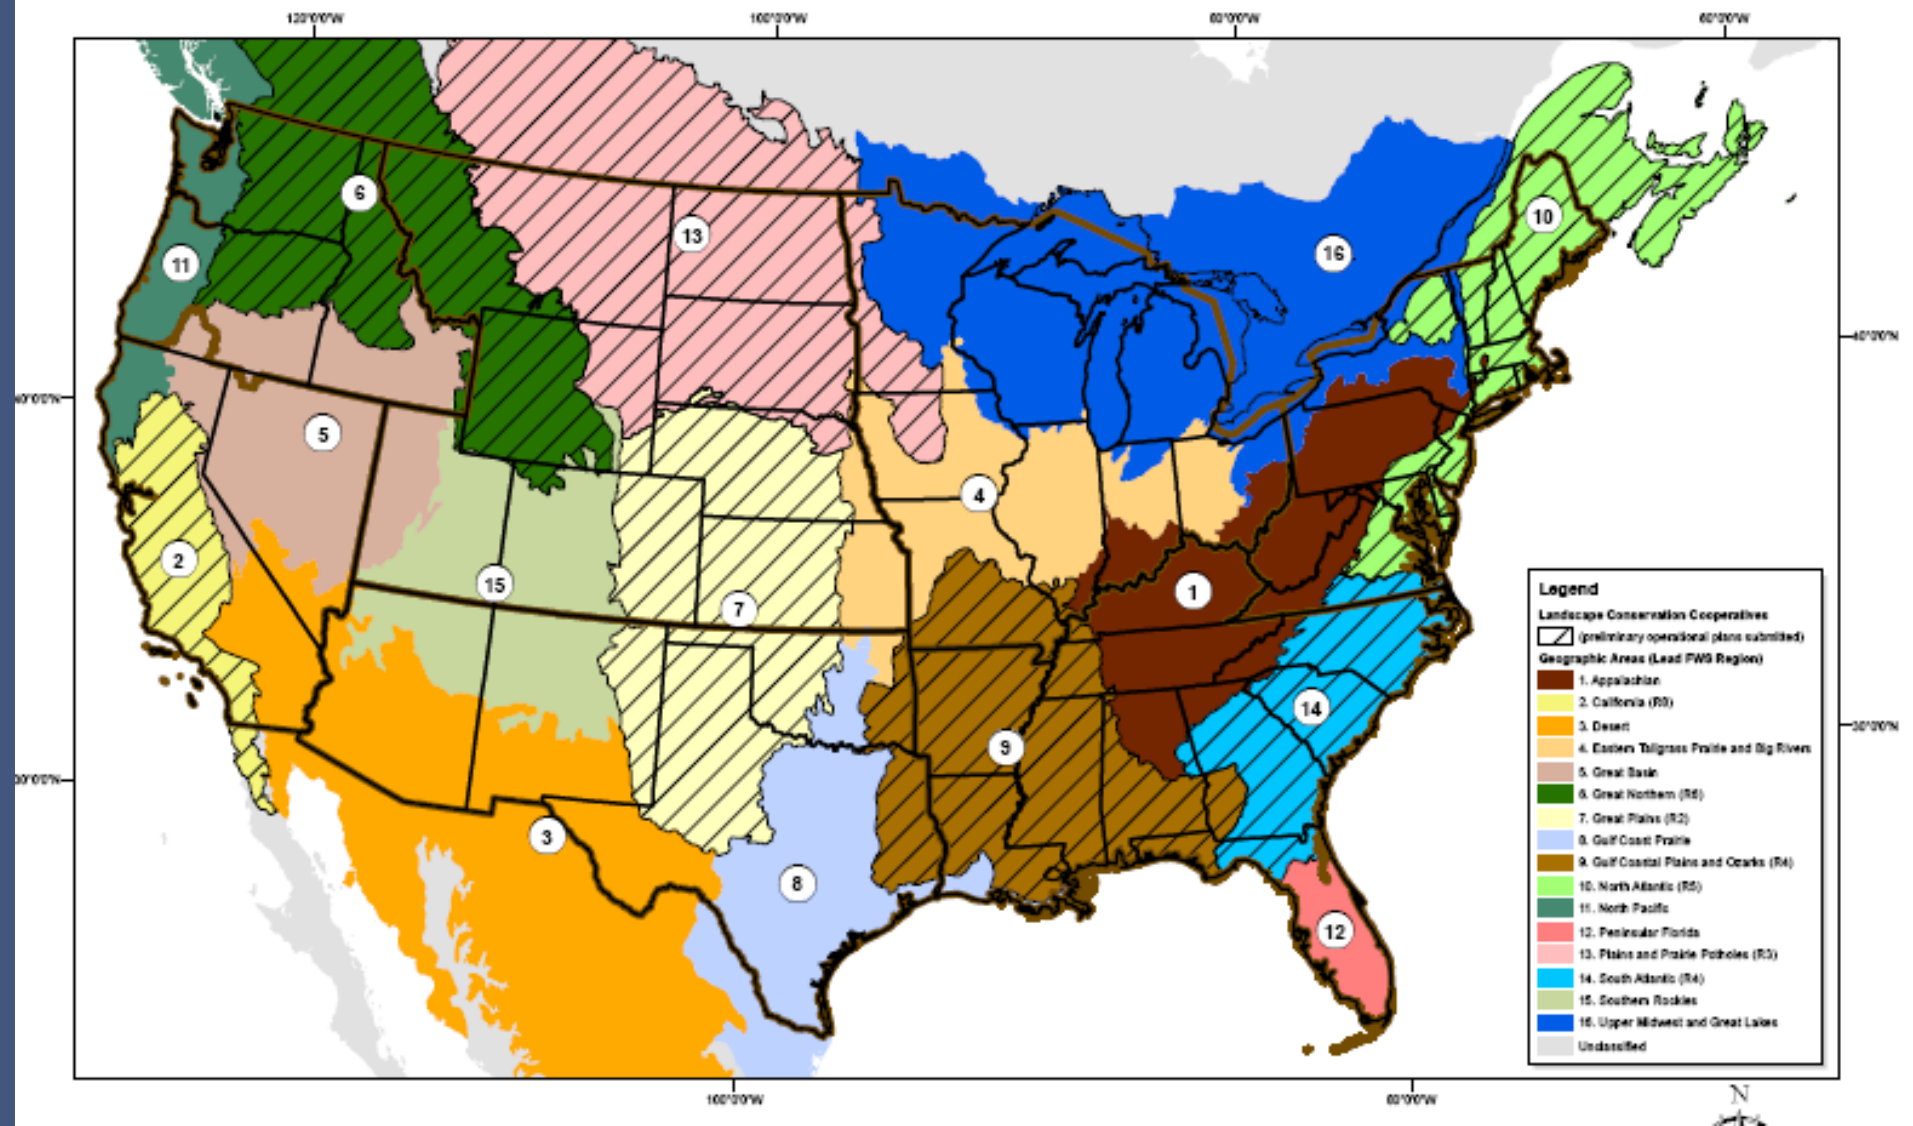 120°0'0"W
100°0'0"W
80°0'0"W
60°0'0"W
6
13
10
11
16
40°0'0"N
40°0'0"N
5
4
2
15
7
1
14
9
30°0'0"N
30°0'0"N
3
8
12
Legend
Landscape Conservation Cooperatives
(preliminary operational plans submitted)
Geographic Areas (Lead FWS Region)
1. Appalachian
2. California (R8)
3. Desert
4. Eastern Tallgrass Prairie and Big Rivers
5. Great Basin
6. Great Northern (R6)
7. Great Plains (R2)
8. Gulf Coast Prairie
9. Gulf Coastal Plains and Ozarks (R4)
10. North Atlantic (R5)
11. North Pacific
12. Peninsular Florida
13. Plains and Prairie Potholes (R3)
14. South Atlantic (R4)
15. Southern Rockies
16. Upper Midwest and Great Lakes
Unclassified
100°0'0"W
80°0'0"W
N